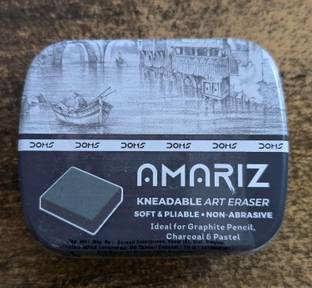 DOMS DOMS DOMS DOMS DOMS DOMS
AMARIZ
KNEADABLE ART ERASER
SOFT & PLIABLE • NON-ABRASIVE
Ideal for Graphite Pencil,
Charcoal & Pastel